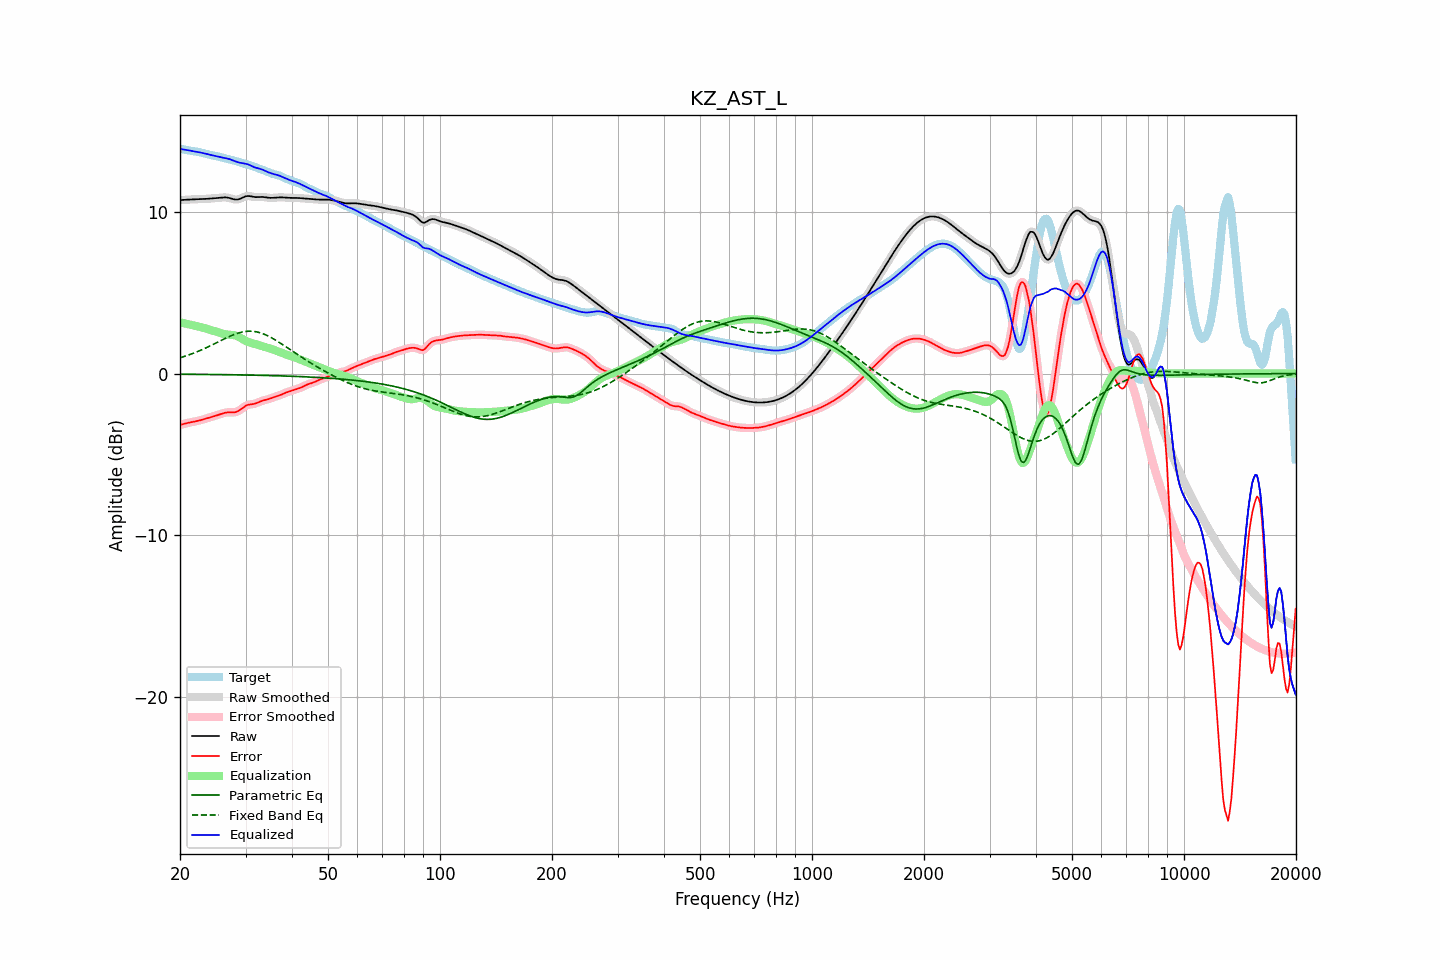 KZ_AST_L
Amplitude (dBr)
10
0
−10
−20
Target
Raw Smoothed
Error Smoothed
Raw
Error
Equalization
Parametric Eq
Fixed Band Eq
Equalized
20 50 100 200 500 1000 2000 5000 10000 20000
Frequency (Hz)